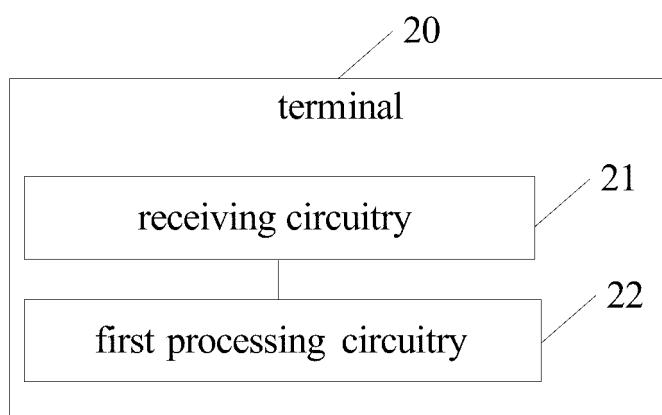 20
terminal
21
receiving circuitry
22
first processing circuitry